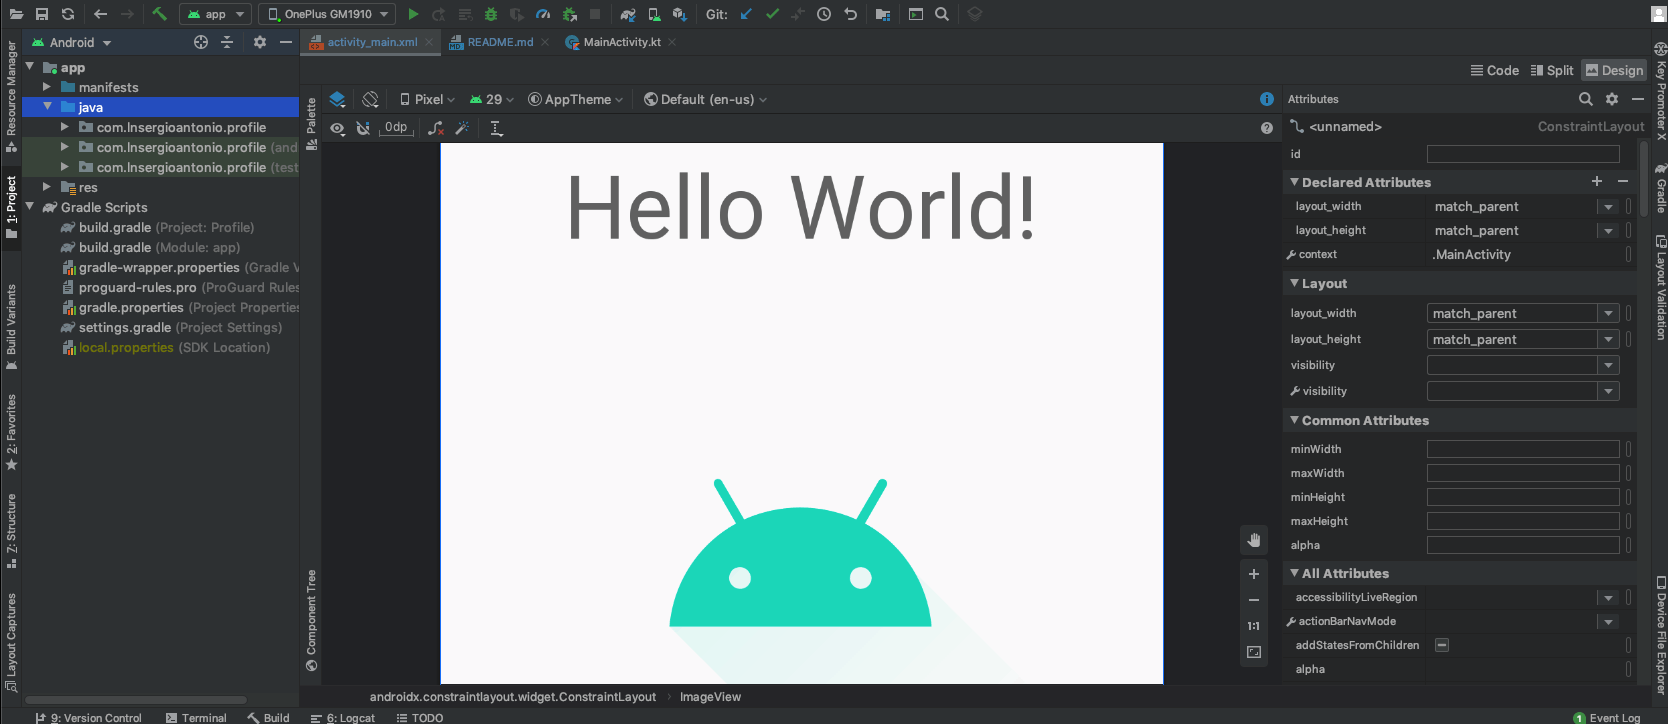 app
OnePlus GM1910
Git:
Android
activity_main.xml
README.md
MainActivity.kt
Resource Manager
1: Project
Build Variants
2: Favorites
Z: Structure
Layout Captures
app
manifests
java
com.lnsergioantonio.profile
com.lnsergioantonio.profile (and
com.lnsergioantonio.profile (test
res
Gradle Scripts
build.gradle (Project: Profile)
build.gradle (Module: app)
gradle-wrapper.properties (Gradle V
proguard-rules.pro (ProGuard Rules
gradle.properties (Project Properties
settings.gradle (Project Settings)
local.properties (SDK Location)
Code
Split
Design
Palette
Component Tree
Pixel
29
AppTheme
Default (en-us)
0dp
Hello World!
1:1
androidx.constraintlayout.widget.ConstraintLayout
ImageView
Attributes
<unnamed>
ConstraintLayout
id
Declared Attributes
layout_width match_parent
layout_height match_parent
context .MainActivity
Layout
layout_width match_parent
layout_height match_parent
visibility
visibility
Common Attributes
minWidth
maxWidth
minHeight
maxHeight
alpha
All Attributes
accessibilityLiveRegion
actionBarNavMode
addStatesFromChildren
alpha
Key Promoter X
Gradle
Layout Validation
Device File Explorer
9: Version Control
Terminal
Build
6: Logcat
TODO
1 Event Log